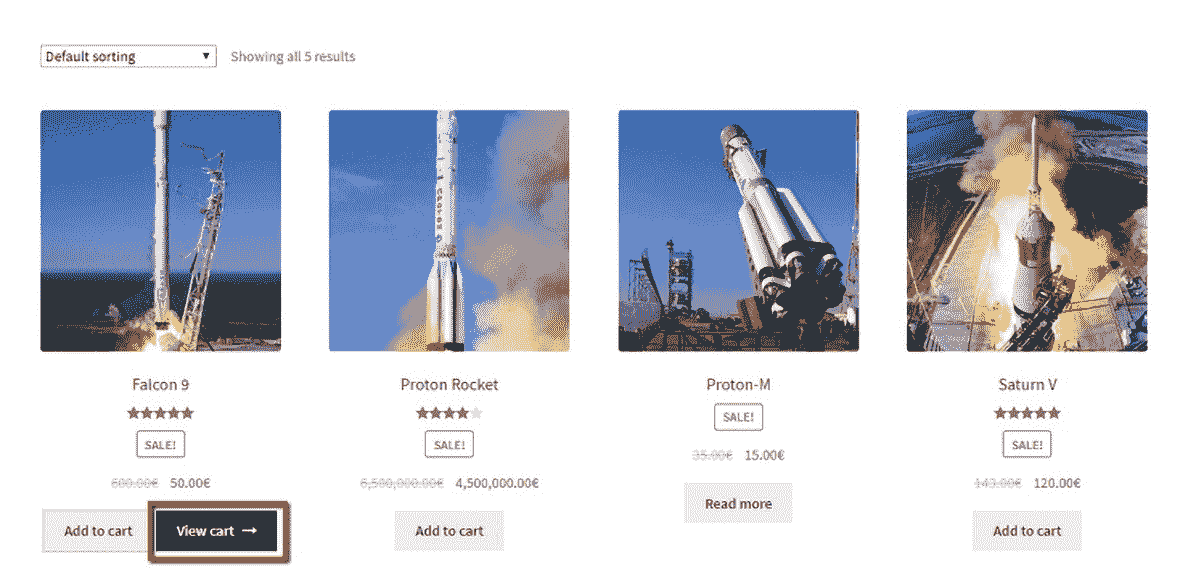 Default sorting ▼ Showing all 5 results
Falcon 9
SALE!
600.00€ 50.00€
Add to cart View cart →
Proton Rocket
SALE!
6,500,000.00€ 4,500,000.00€
Add to cart
Proton-M
SALE!
35.00€ 15.00€
Read more
Saturn V
SALE!
143.00€ 120.00€
Add to cart